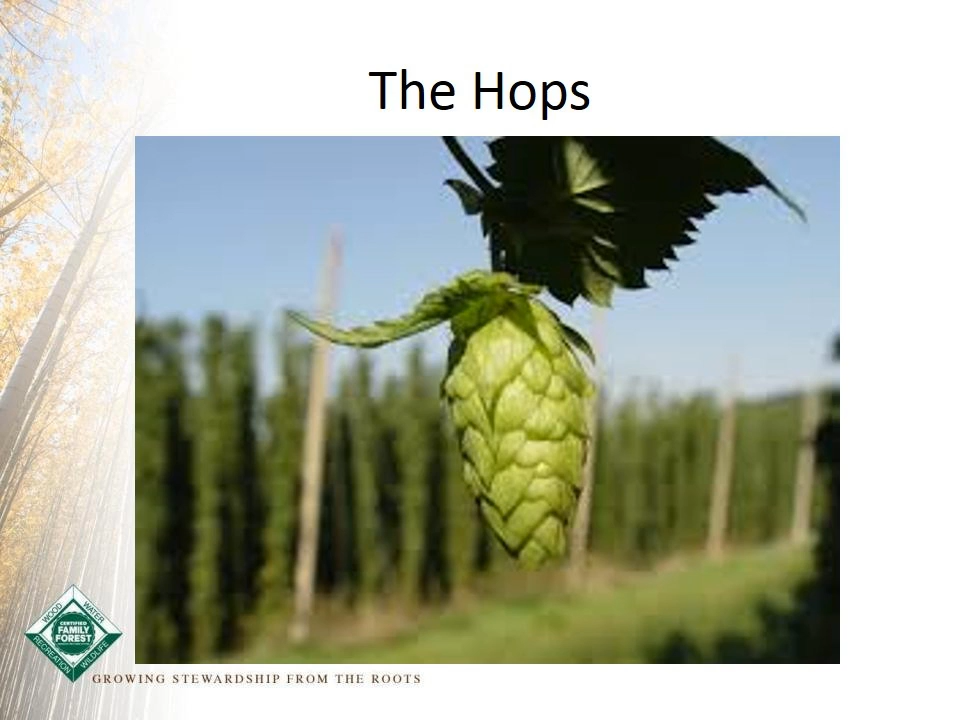 The Hops
WOOD
WATER
CERTIFIED
FAMILY
FOREST
RECREATION
WILDLIFE
GROWING STEWARDSHIP FROM THE ROOTS